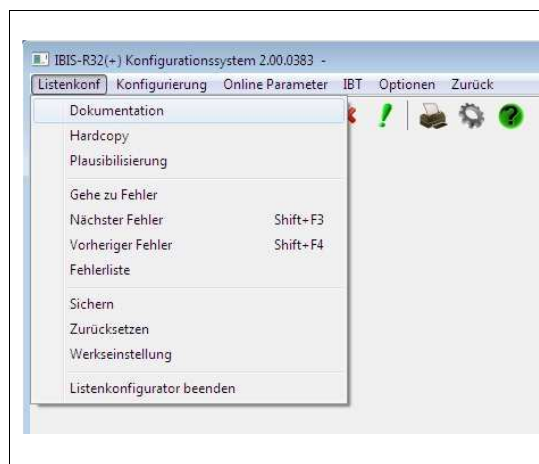 IBIS-R32(+) Konfigurationssystem 2.00.0383 -
Listenkonf Konfigurierung Online Parameter IBT Optionen Zurück
Dokumentation
Hardcopy
Plausibilisierung
Gehe zu Fehler
Nächster Fehler Shift+F3
Vorheriger Fehler Shift+F4
Fehlerliste
Sichern
Zurücksetzen
Werkseinstellung
Listenkonfigurator beenden